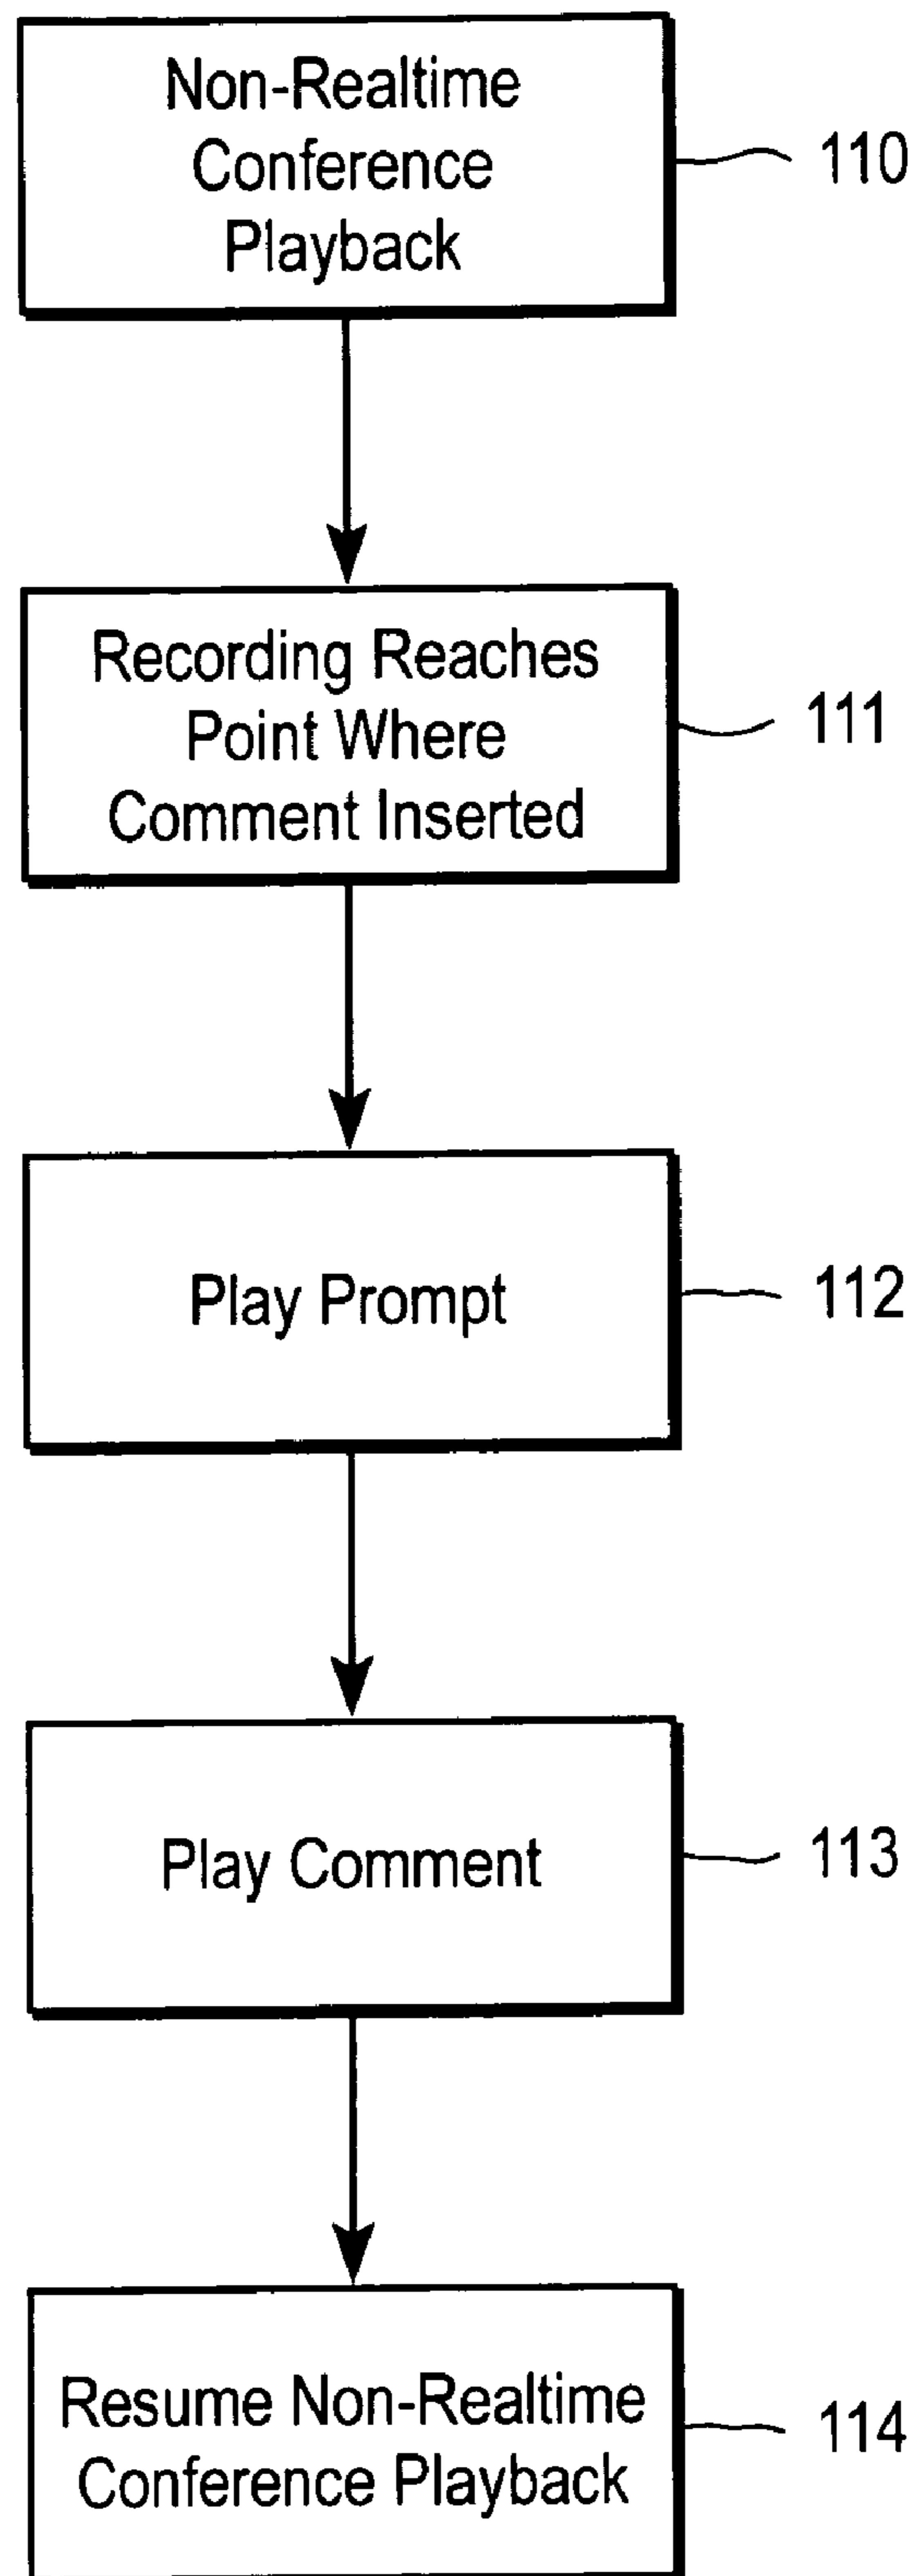 Non-Realtime
Conference
Playback
110
Recording Reaches
Point Where
Comment Inserted
111
Play Prompt
112
Play Comment
113
Resume Non-Realtime
Conference Playback
114